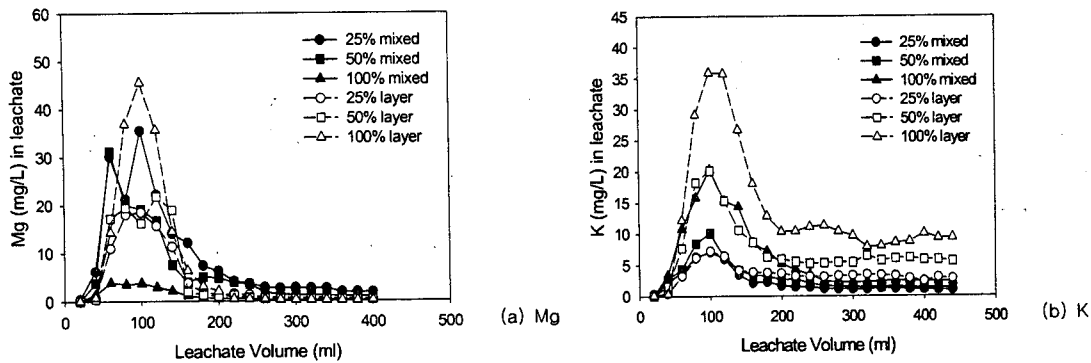 60
50
40
30
20
10
0
Mg (mg/L) in leachate
25% mixed
50% mixed
100% mixed
25% layer
50% layer
100% layer
0
100
200
300
400
500
Leachate Volume (ml)
(a) Mg
45
40
35
30
25
20
15
10
5
0
K (mg/L) in leachate
25% mixed
50% mixed
100% mixed
25% layer
50% layer
100% layer
0
100
200
300
400
500
Leachate Volume (ml)
(b) K